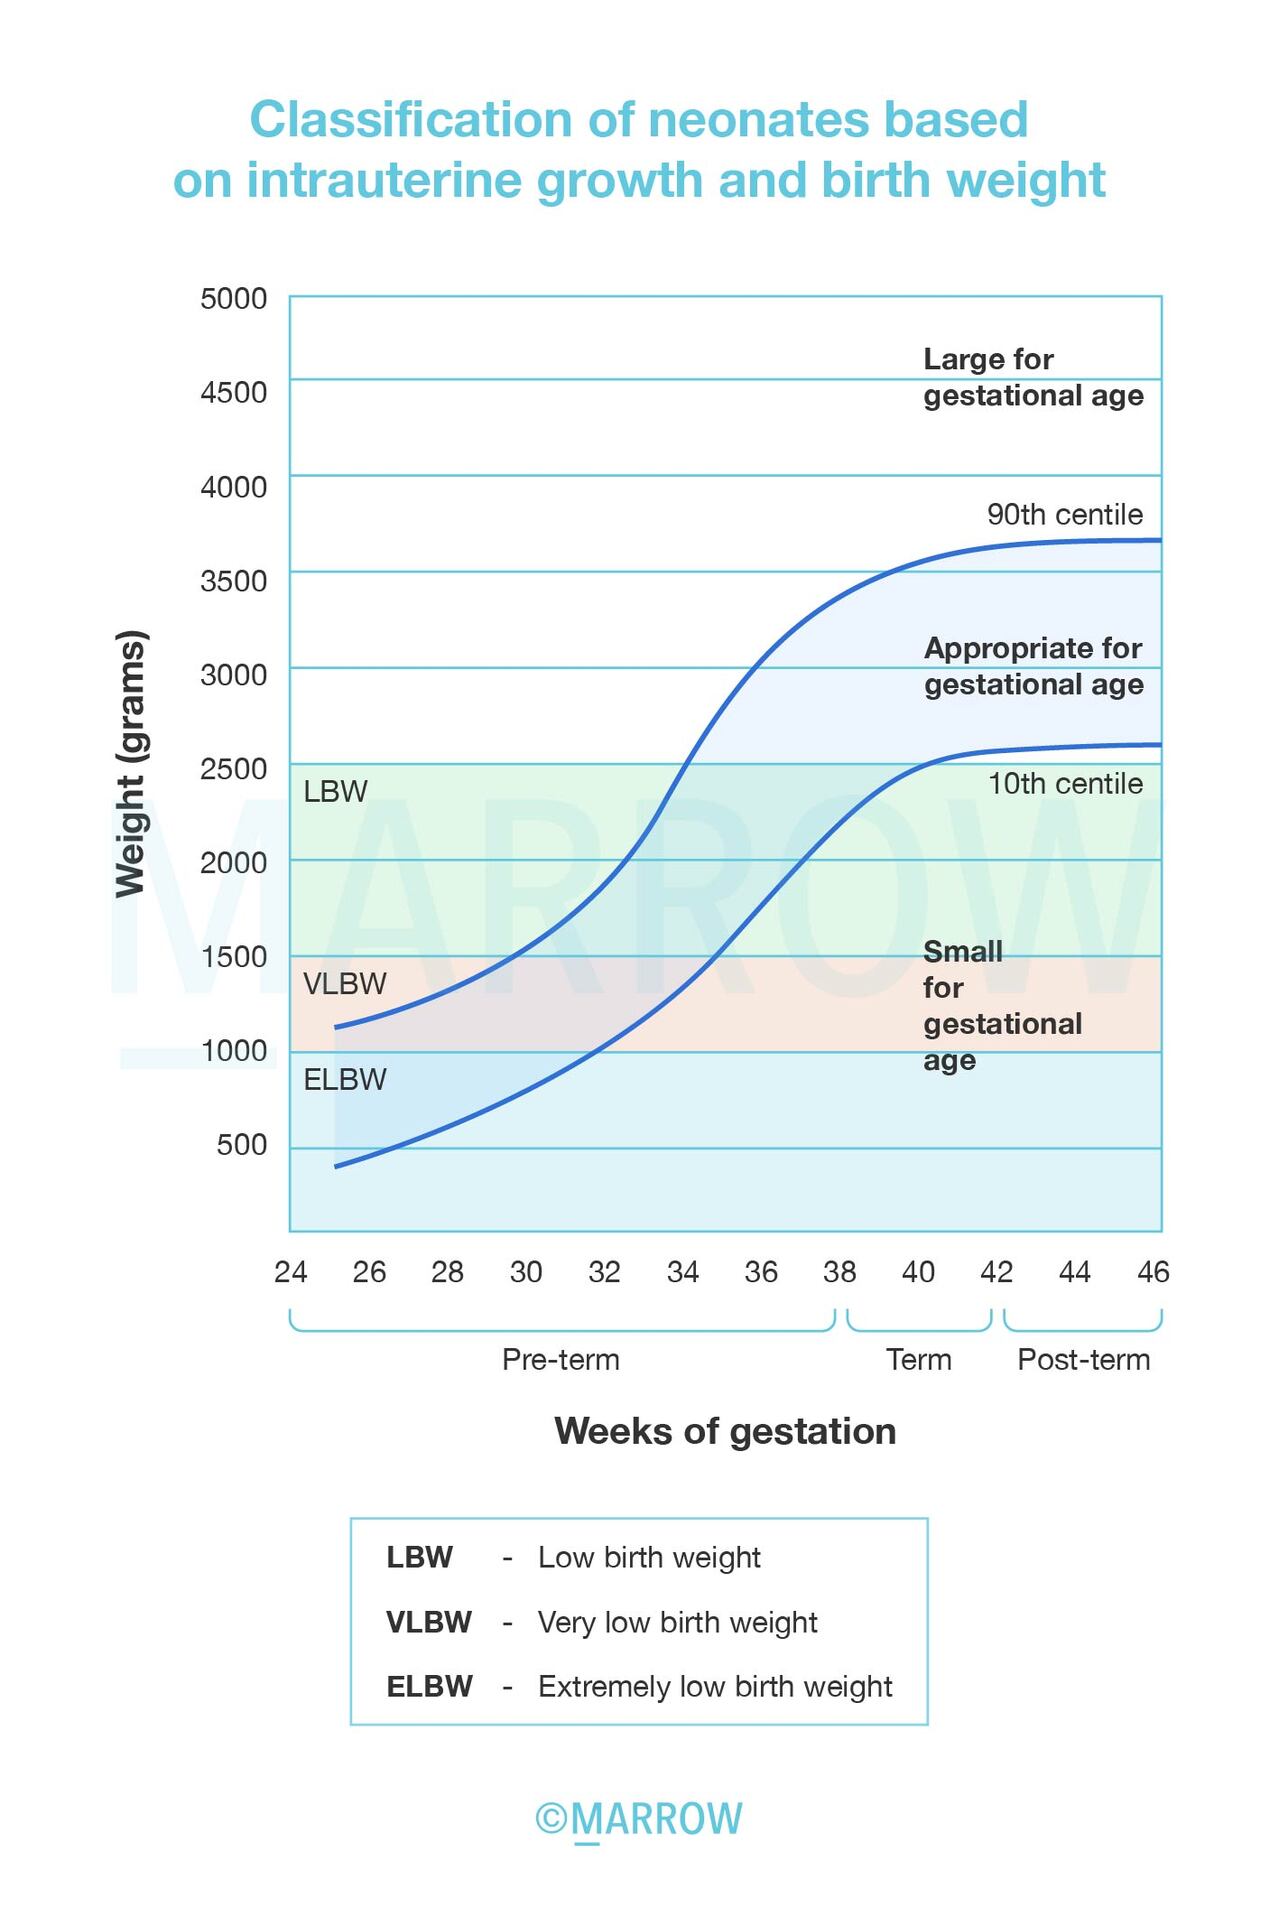 Classification of neonates based
on intrauterine growth and birth weight
5000
4500
4000
3500
3000
2500
2000
1500
1000
500
Weight (grams)
Large for
gestational age
90th centile
Appropriate for
gestational age
10th centile
LBW
VLBW
ELBW
Small
for
gestational
age
MARROW
24 26 28 30 32 34 36 38 40 42 44 46
Pre-term Term Post-term
Weeks of gestation
LBW - Low birth weight
VLBW - Very low birth weight
ELBW - Extremely low birth weight
©MARROW